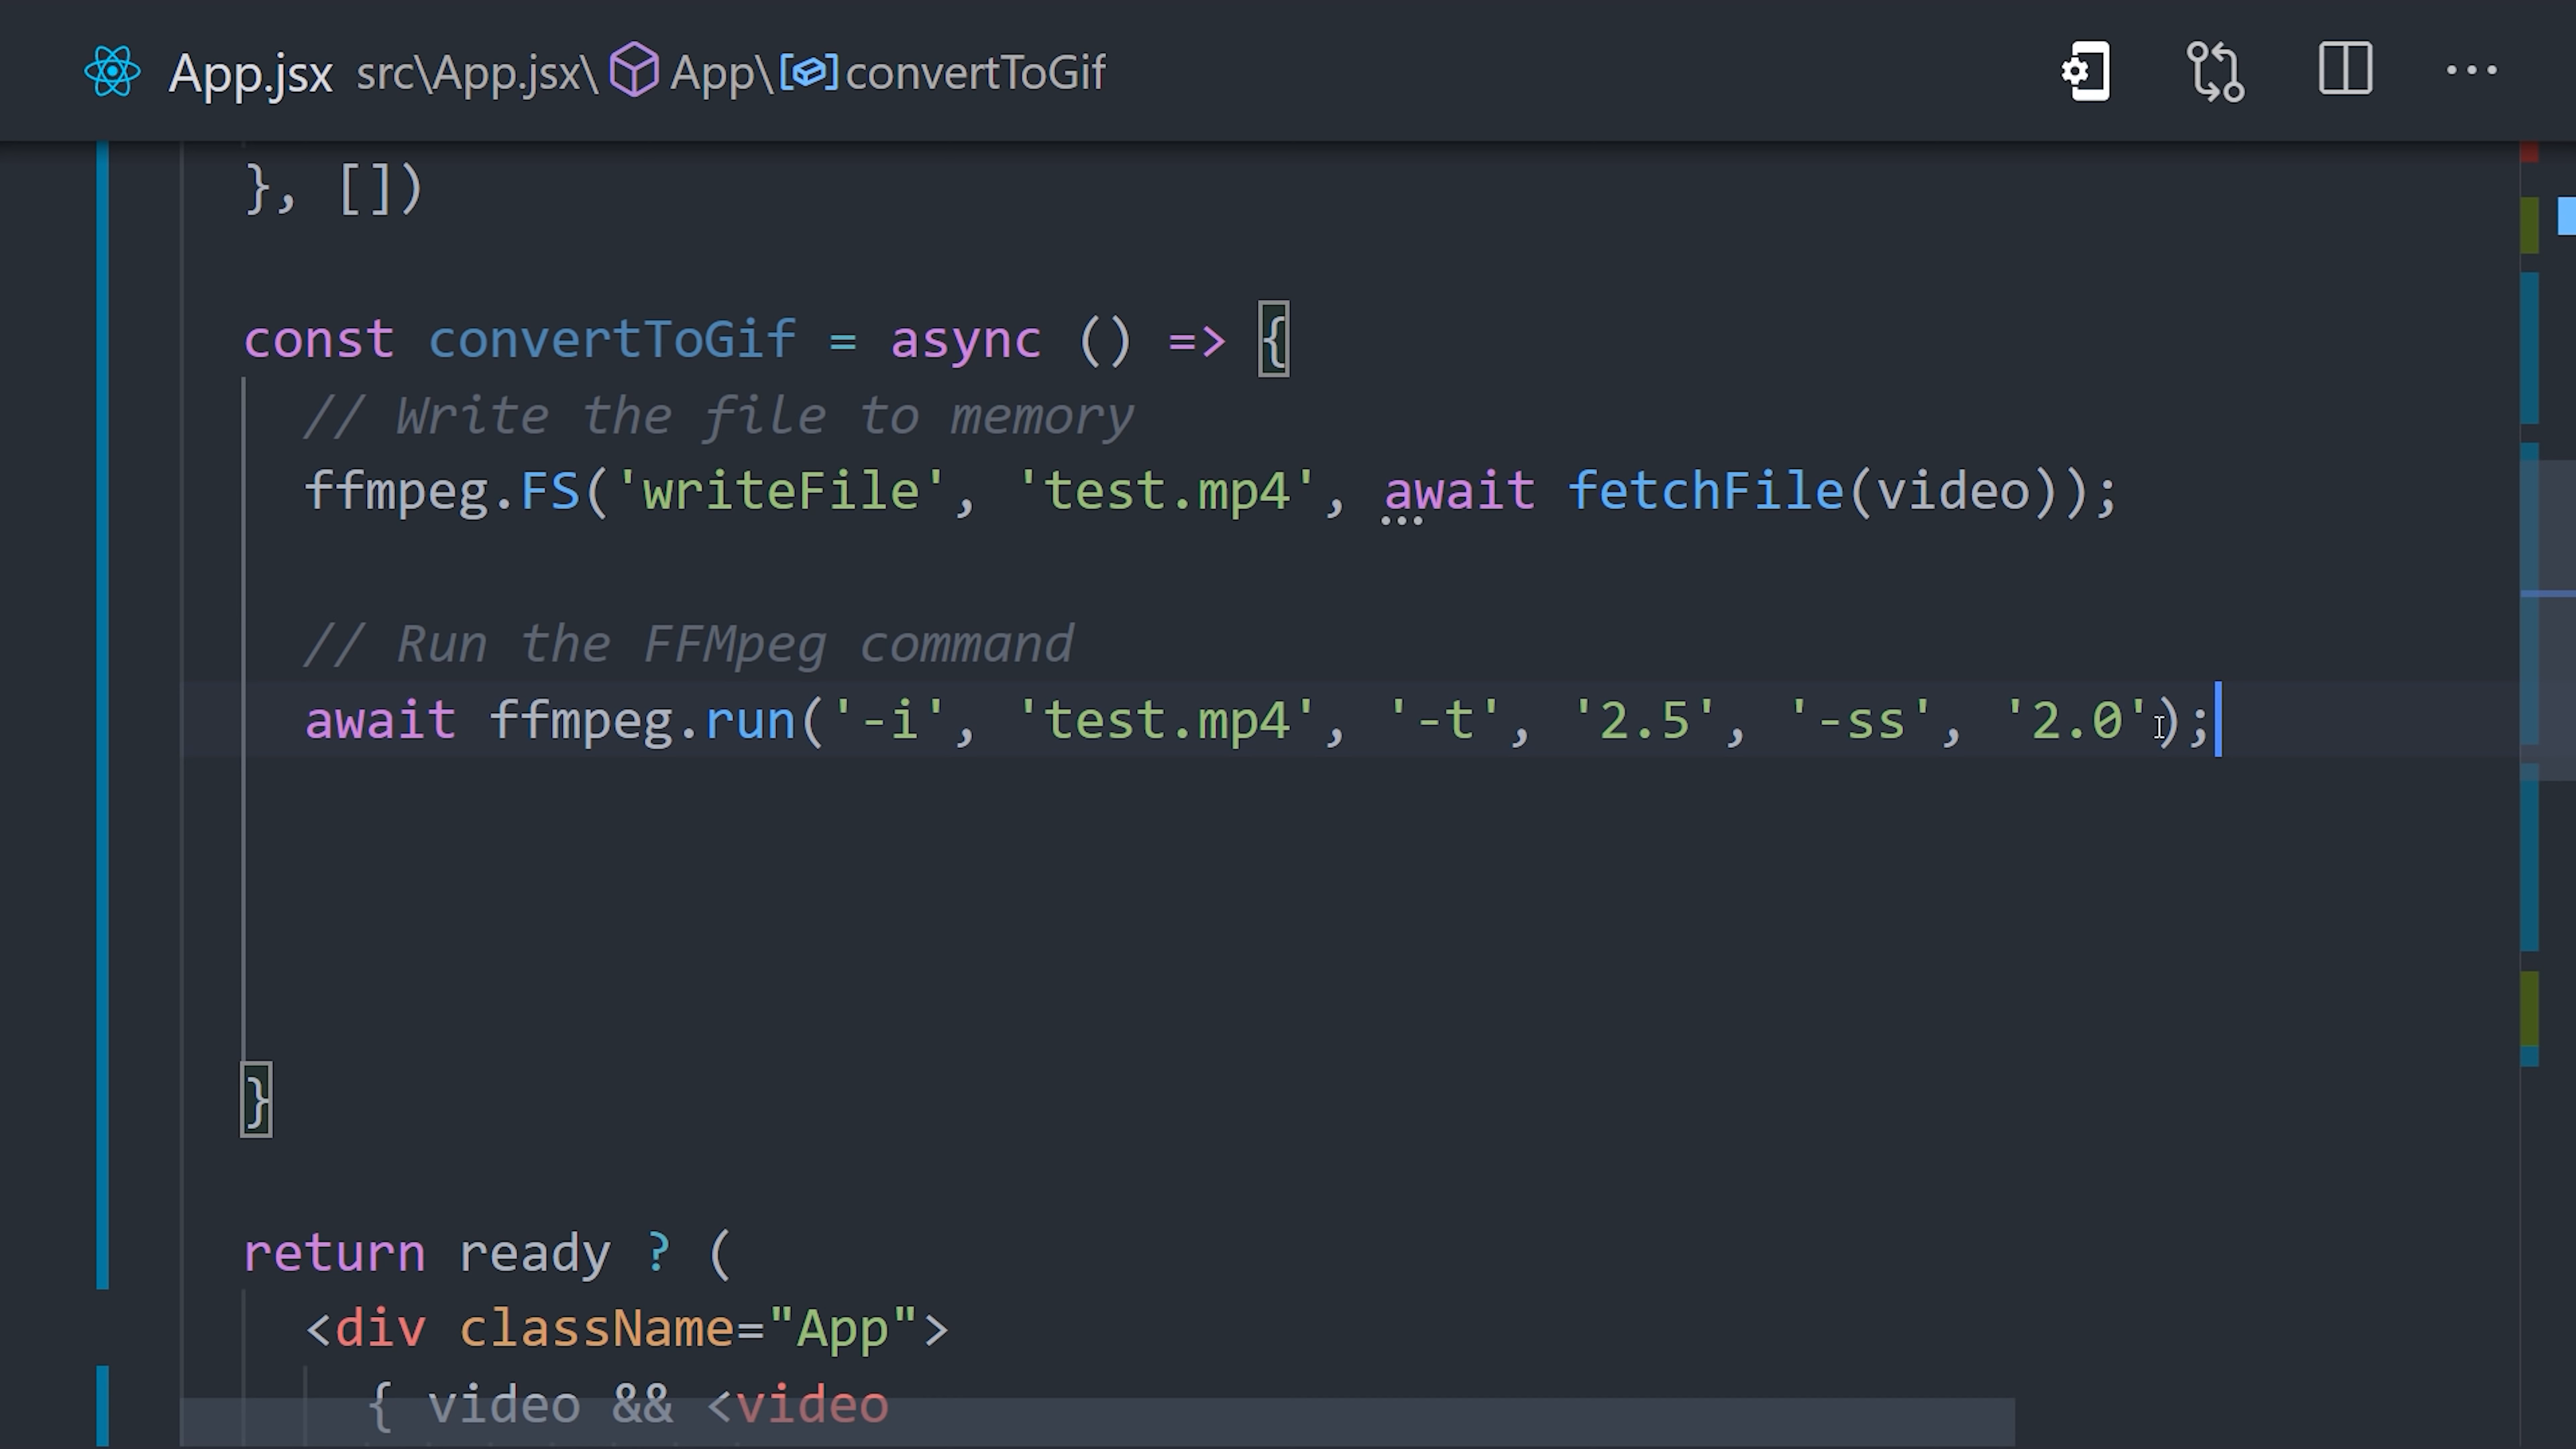 App.jsx src\App.jsx\ App\ convertToGif
}, [])
const convertToGif = async () => {
// Write the file to memory
ffmpeg.FS('writeFile', 'test.mp4', await fetchFile(video));
// Run the FFMpeg command
await ffmpeg.run('-i', 'test.mp4', '-t', '2.5', '-ss', '2.0');
}
return ready ? (
<div className="App">
{ video && <video